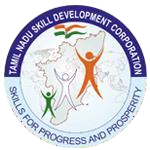 TAMIL NADU SKILL DEVELOPMENT CORPORATION
SKILLS FOR PROGRESS AND PROSPERITY